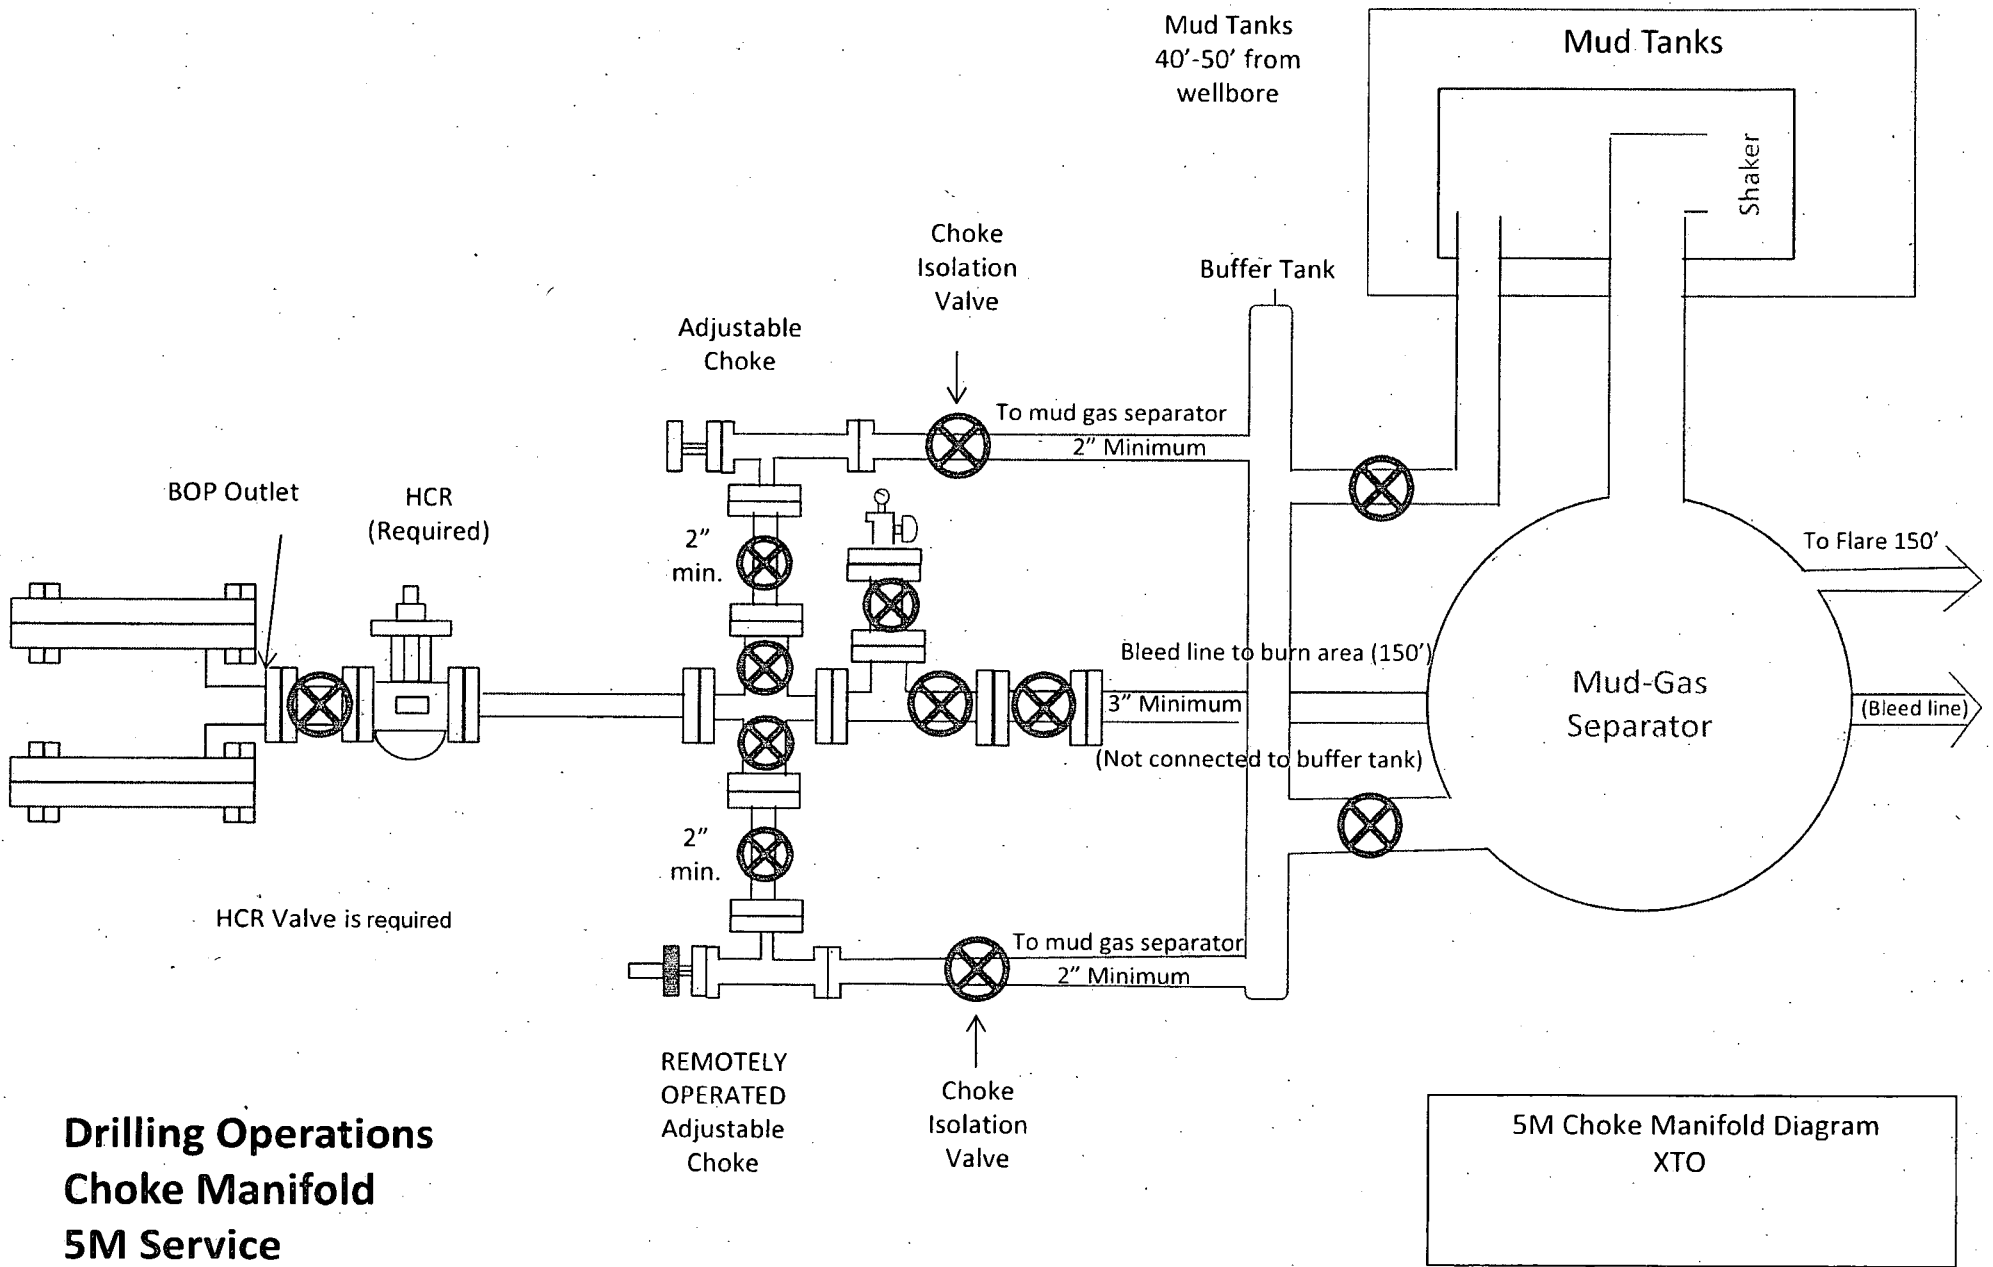 Mud Tanks
40'-50' from
wellbore
Mud Tanks
Shaker
Choke
Isolation
Valve
Buffer Tank
Adjustable
Choke
To mud gas separator
2" Minimum
BOP Outlet
HCR
(Required)
2"
min.
To Flare 150'
Bleed line to burn area (150')
3" Minimum
(Not connected to buffer tank)
Mud-Gas
Separator
(Bleed line)
2"
min.
HCR Valve is required
To mud gas separator
2" Minimum
REMOTELY
OPERATED
Adjustable
Choke
Choke
Isolation
Valve
Drilling Operations
Choke Manifold
5M Service
5M Choke Manifold Diagram
XTO